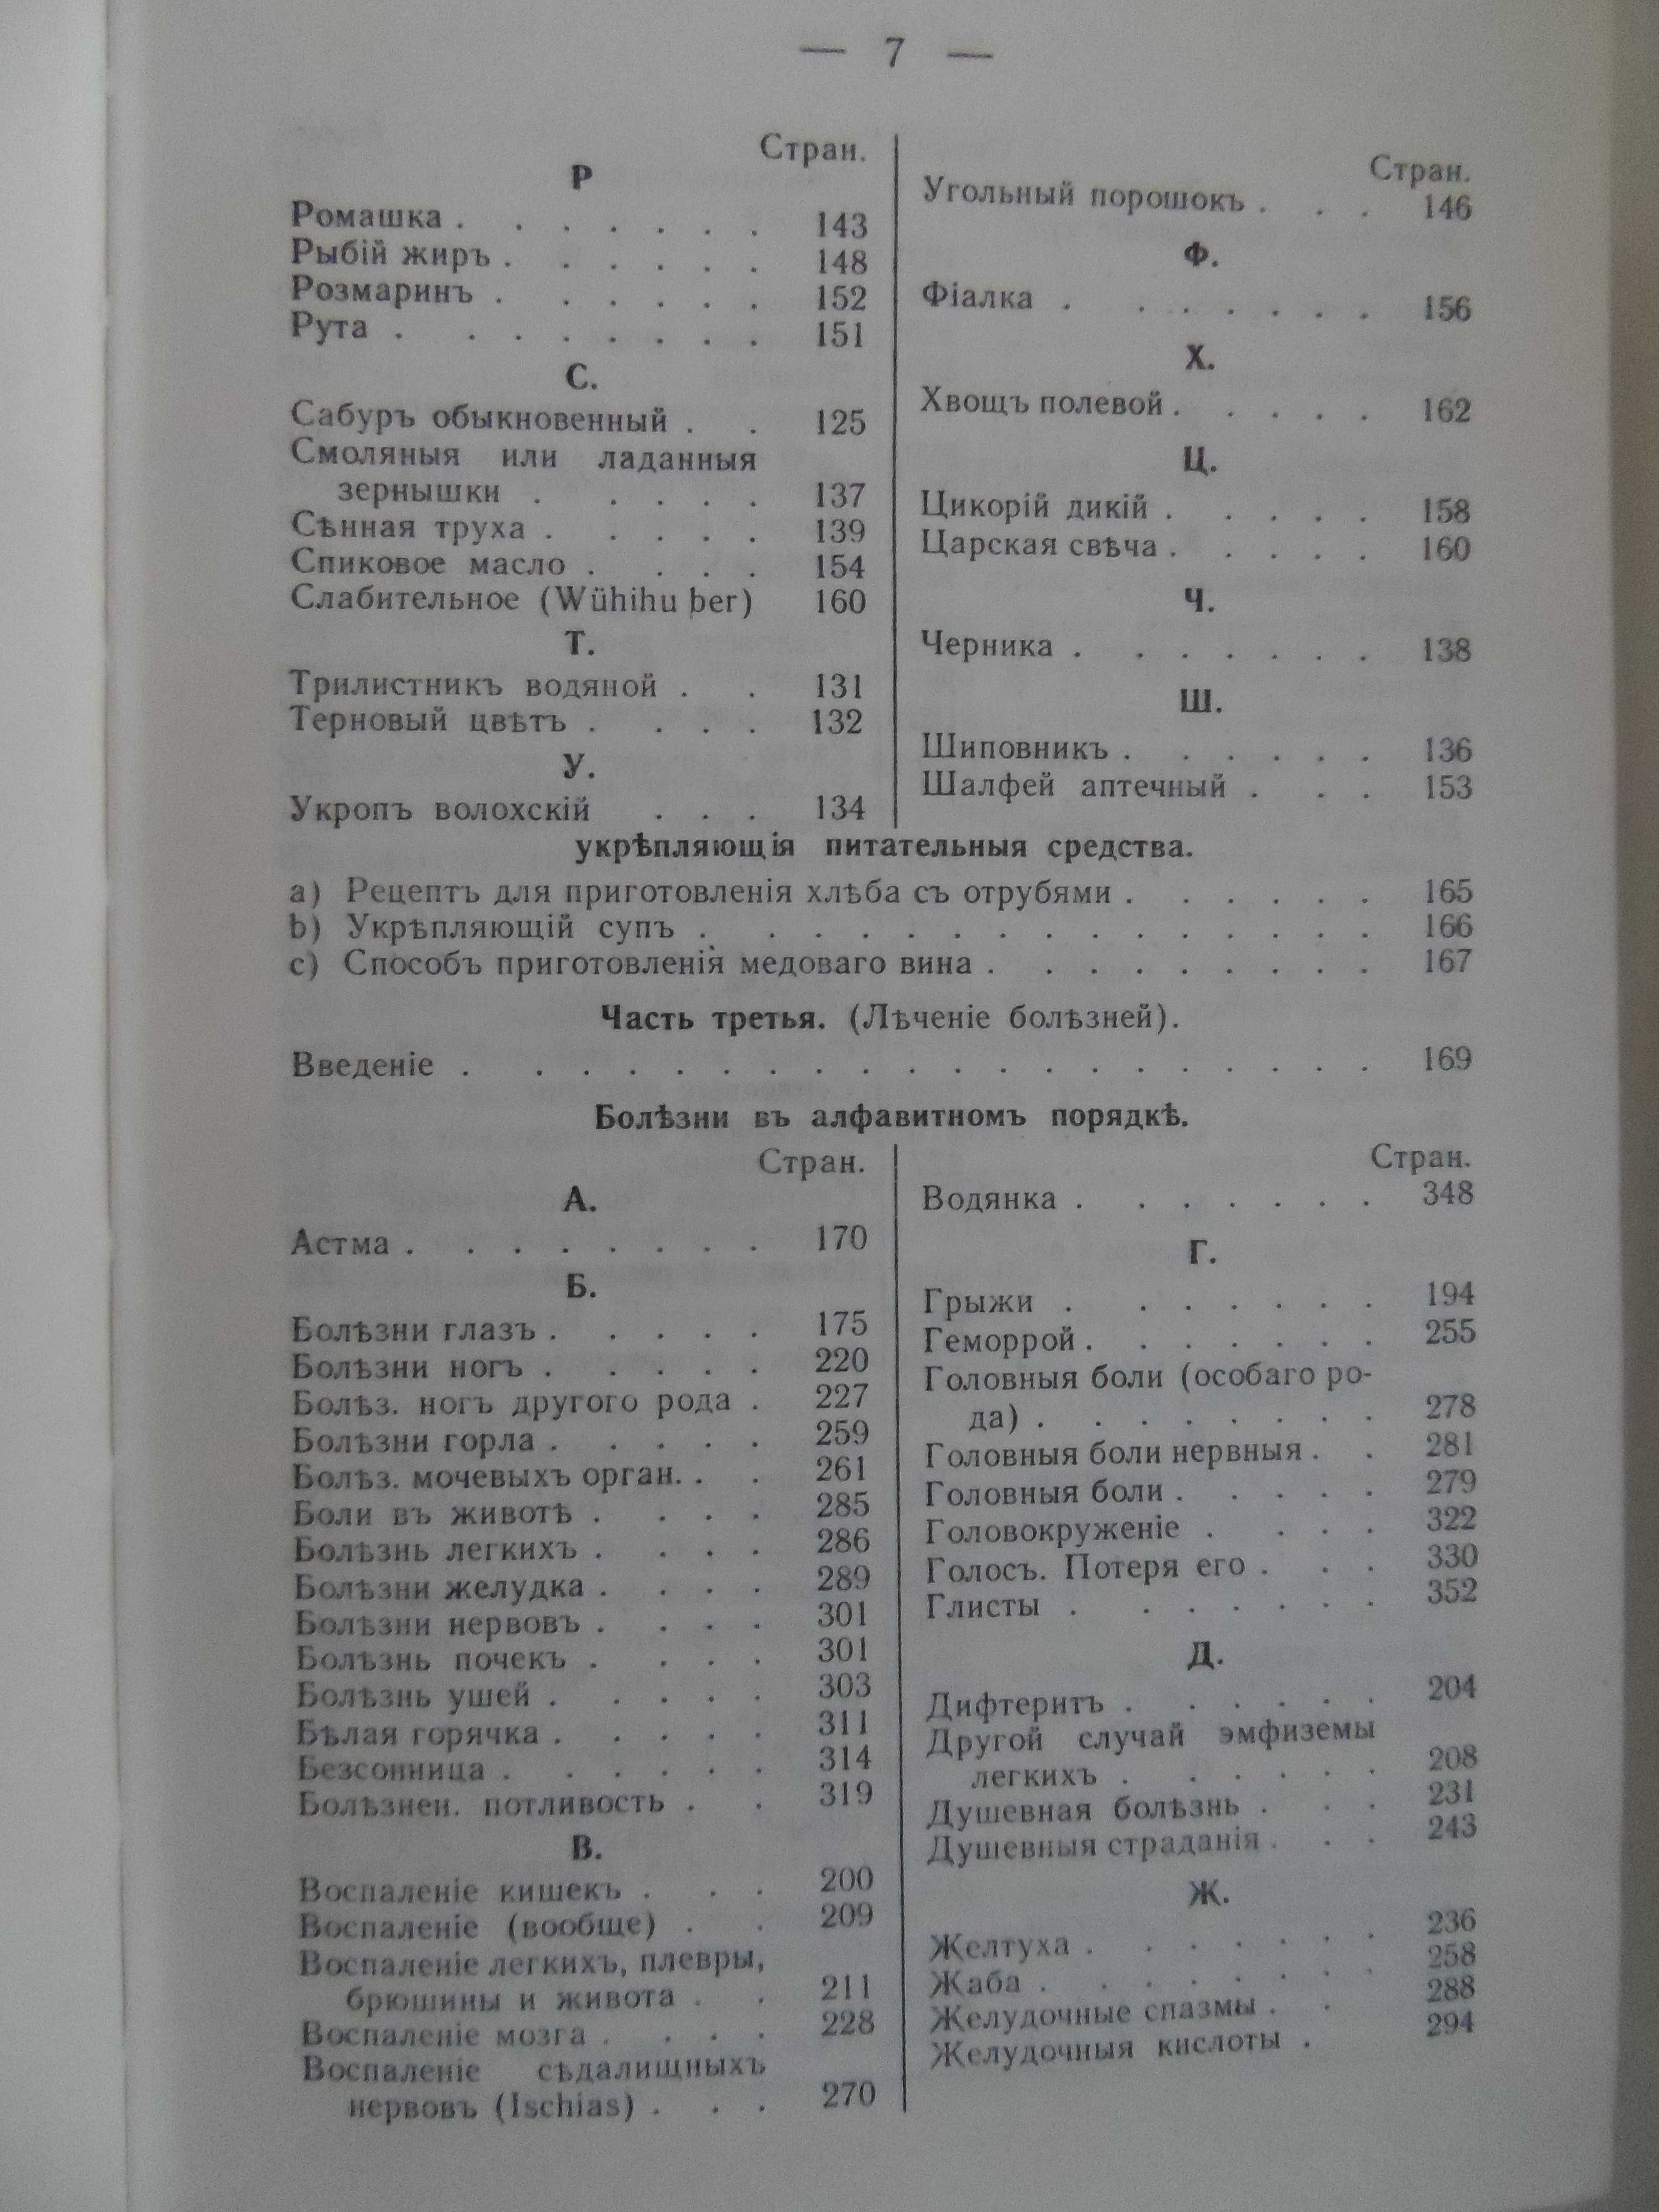 — 7 —
Стран.
Р
Ромашка . . . . . . . 143
Рыбій жиръ . . . . . . 148
Розмаринъ . . . . . . 152
Рута . . . . . . . . 151
С.
Сабуръ обыкновенный . . 125
Смоляныя или ладанныя
зернышки . . . . . 137
Сѣнная труха . . . . . 139
Спиковое масло . . . . 154
Слабительное (Wühihu ber) 160
Т.
Трилистникъ водяной . . 131
Терновый цвѣтъ . . . . 132
У.
Укропъ волохскій . . . 134
Стран.
Угольный порошокъ . . . 146
Ф.
Фіалка . . . . . . . 156
Х.
Хвощъ полевой . . . . . 162
Ц.
Цикорій дикій . . . . . 158
Царская свѣча . . . . . 160
Ч.
Черника . . . . . . . 138
Ш.
Шиповникъ . . . . . . 136
Шалфей аптечный . . . 153
укрѣпляющія питательныя средства.
a) Рецептъ для приготовленія хлѣба съ отрубями . . . . . . 165
b) Укрѣпляющій супъ . . . . . . . . . . . . . . . 166
c) Способъ приготовленія медоваго вина . . . . . . . . . 167
Часть третья. (Лѣченіе болѣзней).
Введеніе . . . . . . . . . . . . . . . . . . . . 169
Болѣзни въ алфавитномъ порядкѣ.
Стран.
А.
Астма . . . . . . . . 170
Б.
Болѣзни глазъ . . . . . 175
Болѣзни ногъ . . . . . 220
Болѣз. ногъ другого рода . 227
Болѣзни горла . . . . . 259
Болѣз. мочевыхъ орган. . . 261
Боли въ животѣ . . . . 285
Болѣзнь легкихъ . . . . 286
Болѣзни желудка . . . . 289
Болѣзни нервовъ . . . . 301
Болѣзнь почекъ . . . . 301
Болѣзнь ушей . . . . . 303
Бѣлая горячка . . . . . 311
Безсонница . . . . . . 314
Болѣзнен. потливость . . 319
В.
Воспаленіе кишекъ . . . 200
Воспаленіе (вообще) . . 209
Воспаленіе легкихъ, плевры,
брюшины и живота . . 211
Воспаленіе мозга . . . . 228
Воспаленіе сѣдалищныхъ
нервовъ (Ischias) . . . 270
Стран.
Водянка . . . . . . . 348
Г.
Грыжи . . . . . . . 194
Геморрой . . . . . . . 255
Головныя боли (особаго ро-
да) . . . . . . . . 278
Головныя боли нервныя . . 281
Головныя боли . . . . . 279
Головокруженіе . . . . 322
Голосъ. Потеря его . . . 330
Глисты . . . . . . . 352
Д.
Дифтеритъ . . . . . . 204
Другой случай эмфиземы
легкихъ . . . . . . 208
Душевная болѣзнь . . . 231
Душевныя страданія . . . 243
Ж.
Желтуха . . . . . . . 236
Жаба . . . . . . . . 258
Желудочные спазмы . . 288
Желудочныя кислоты . 294